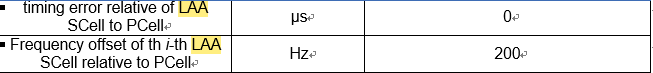 ▪ timing error relative of LAA
SCell to PCell↵ μs↵ 0↵
▪ Frequency offset of th i-th LAA
SCell relative to PCell↵ Hz↵ 200↵